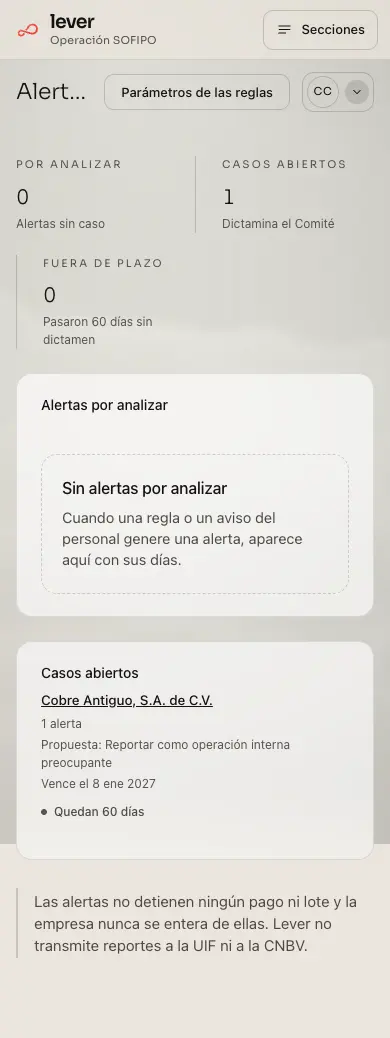 lever
Operación SOFIPO
Secciones
Alert...
Parámetros de las reglas
CC
POR ANALIZAR
0
Alertas sin caso
CASOS ABIERTOS
1
Dictamina el Comité
FUERA DE PLAZO
0
Pasaron 60 días sin
dictamen
Alertas por analizar
Sin alertas por analizar
Cuando una regla o un aviso del
personal genere una alerta, aparece
aquí con sus días.
Casos abiertos
Cobre Antiguo, S.A. de C.V.
1 alerta
Propuesta: Reportar como operación interna
preocupante
Vence el 8 ene 2027
Quedan 60 días
Las alertas no detienen ningún pago ni lote y la
empresa nunca se entera de ellas. Lever no
transmite reportes a la UIF ni a la CNBV.